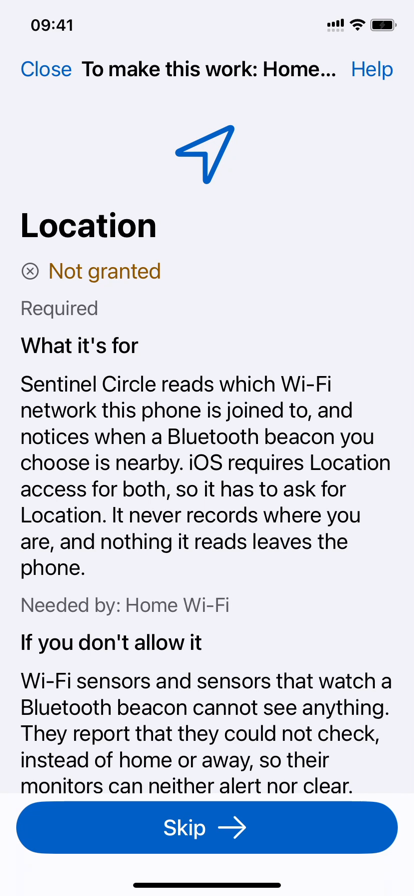 09:41
Close To make this work: Home... Help
Location
Not granted
Required
What it's for
Sentinel Circle reads which Wi-Fi
network this phone is joined to, and
notices when a Bluetooth beacon you
choose is nearby. iOS requires Location
access for both, so it has to ask for
Location. It never records where you
are, and nothing it reads leaves the
phone.
Needed by: Home Wi-Fi
If you don't allow it
Wi-Fi sensors and sensors that watch a
Bluetooth beacon cannot see anything.
They report that they could not check,
instead of home or away, so their
monitors can neither alert nor clear.
Skip